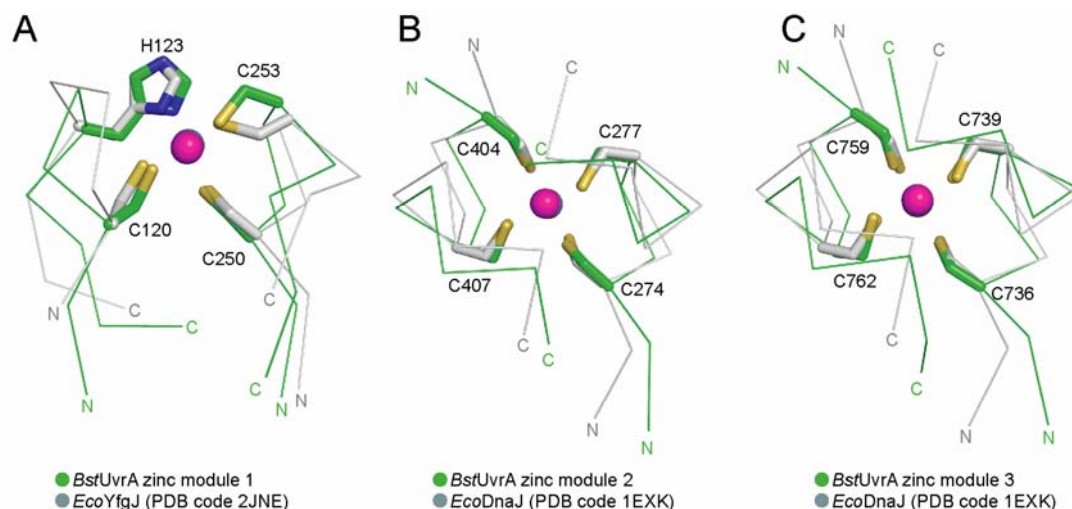 A
H123
C253
C120
C250
N
C
C
N
C
N
N
B
N
N
C
C404
C
C277
C407
C274
C
C
N
N
C
N
C
N
C
C759
C739
C762
C736
C
C
N
N
BstUvrA zinc module 1
EcoYfgJ (PDB code 2JNE)
BstUvrA zinc module 2
EcoDnaJ (PDB code 1EXK)
BstUvrA zinc module 3
EcoDnaJ (PDB code 1EXK)